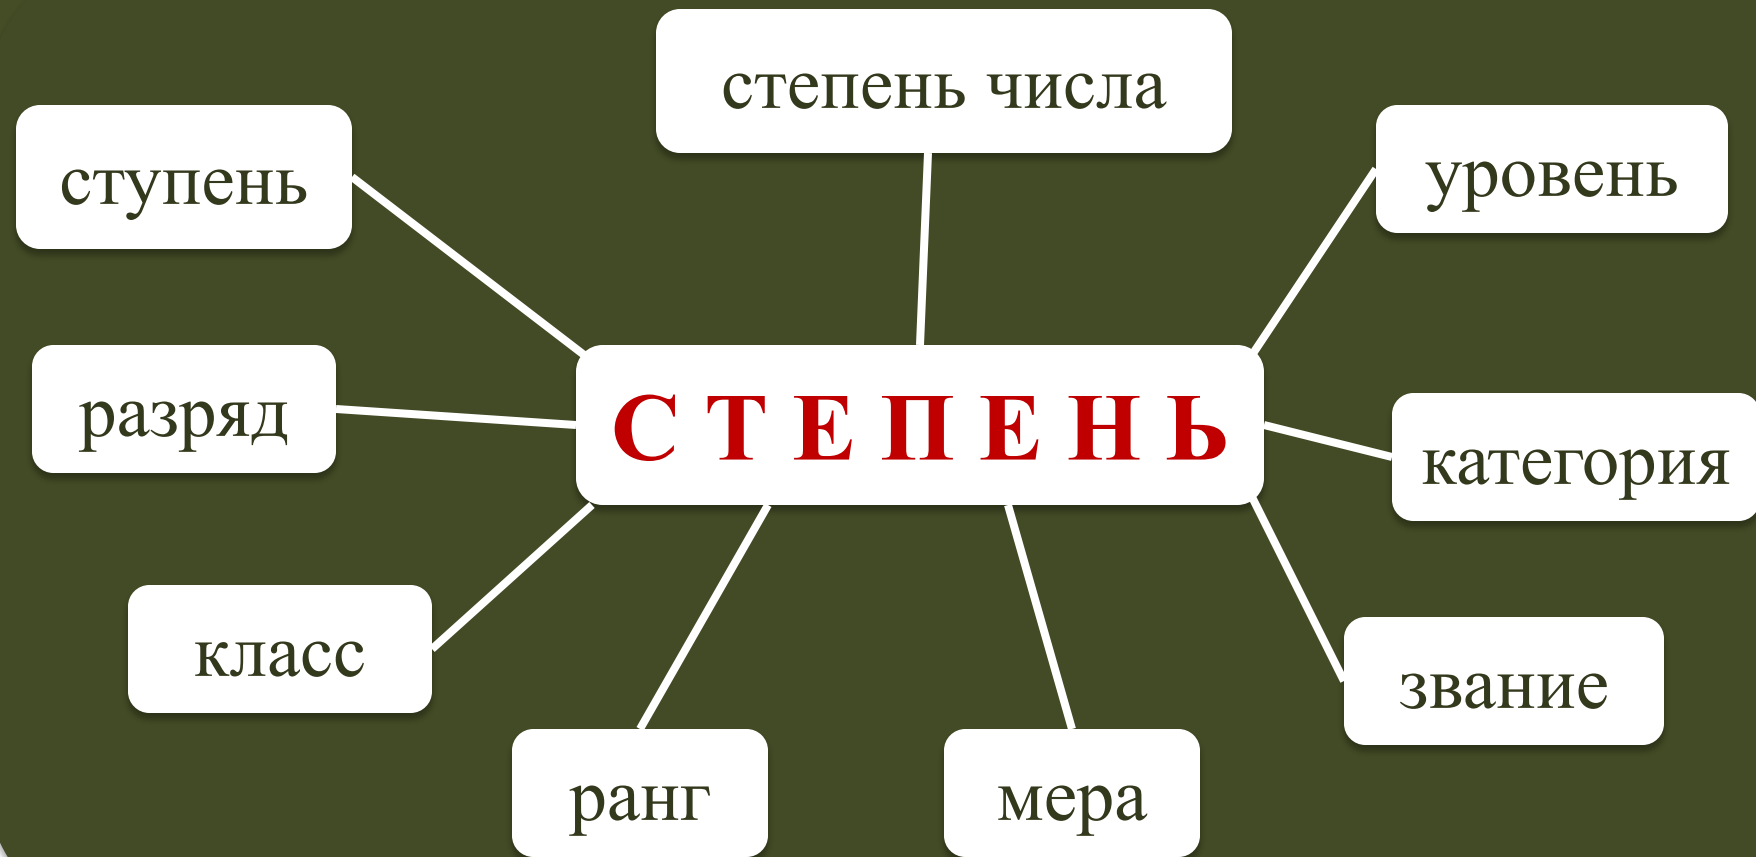 степень числа
ступень
уровень
разряд
С Т Е П Е Н Ь
категория
класс
звание
ранг
мера